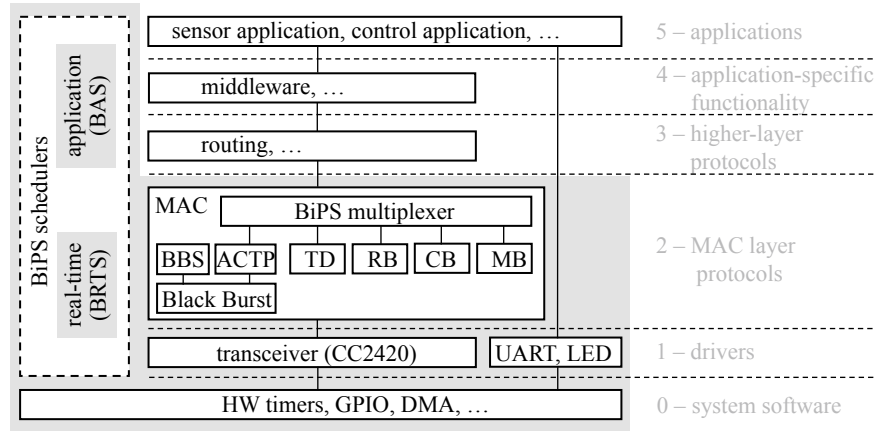 sensor application, control application, …
5 – applications
middleware, …
4 – application-specific
functionality
routing, …
3 – higher-layer
protocols
BiPS schedulers
application
(BAS)
real-time
(BRTS)
MAC
BiPS multiplexer
BBS
ACTP
TD
RB
CB
MB
Black Burst
2 – MAC layer
protocols
transceiver (CC2420)
UART, LED
1 – drivers
HW timers, GPIO, DMA, …
0 – system software